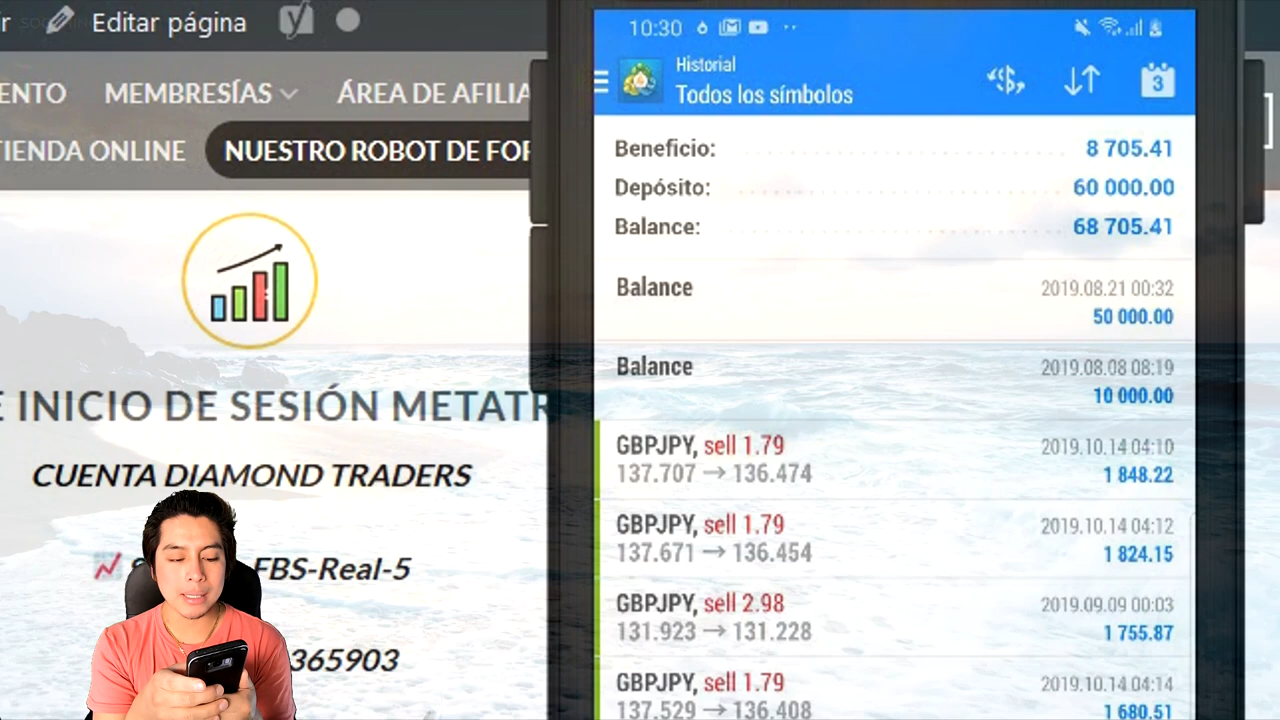 Editar página
ENTO MEMBRESÍAS ÁREA DE AFILIA
TIENDA ONLINE NUESTRO ROBOT DE FOR
E INICIO DE SESIÓN METATR
CUENTA DIAMOND TRADERS
FBS-Real-5
365903
10:30
Historial
Todos los símbolos
3
Beneficio: 8 705.41
Depósito: 60 000.00
Balance: 68 705.41
Balance 2019.08.21 00:32
50 000.00
Balance 2019.08.08 08:19
10 000.00
GBPJPY, sell 1.79 2019.10.14 04:10
137.707 → 136.474 1 848.22
GBPJPY, sell 1.79 2019.10.14 04:12
137.671 → 136.454 1 824.15
GBPJPY, sell 2.98 2019.09.09 00:03
131.923 → 131.228 1 755.87
GBPJPY, sell 1.79 2019.10.14 04:14
137.529 → 136.408 1 680.51